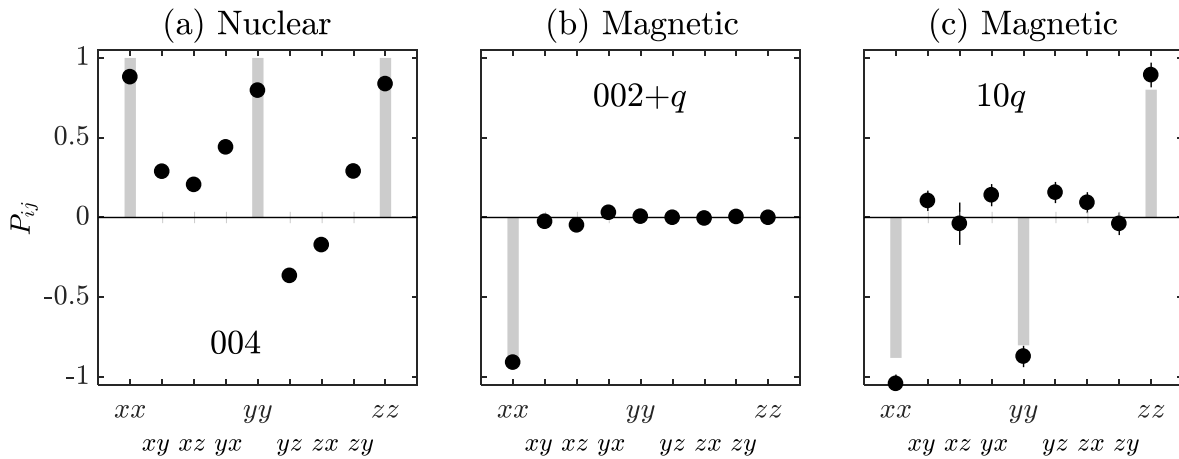 (a) Nuclear
(b) Magnetic
(c) Magnetic
1
0.5
0
-0.5
-1
P_{ij}
004
002+q
10q
xx yy zz
xy xz yx yz zx zy
xx yy zz
xy xz yx yz zx zy
xx yy zz
xy xz yx yz zx zy